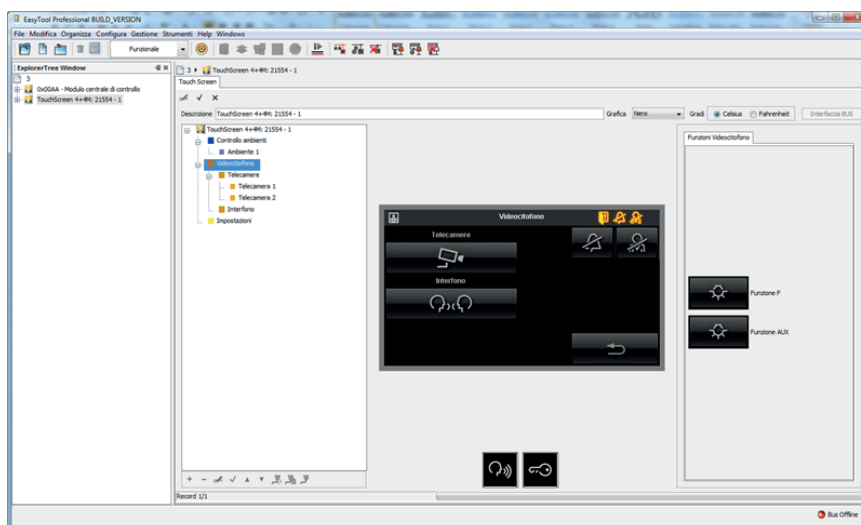 EasyTool Professional BUILD_VERSION
File Modifica Organizza Configura Gestione Strumenti Help Windows
Funzionale
ExplorerTree Window
3
0x00AA - Modulo centrale di controllo
TouchScreen 4+4M: 21554 - 1
3 TouchScreen 4+4M: 21554 - 1
Touch Screen
Descrizione TouchScreen 4+4M: 21554 - 1 Grafica Nero Gradi Celsius Fahrenheit Interfaccia BUS
TouchScreen 4+4M: 21554 - 1
Controllo ambienti
Ambiente 1
Videocitofono
Telecamere
Telecamera 1
Telecamera 2
Interfono
Impostazioni
Videocitofono
Telecamere
Interfono
Funzioni Videocitofono
Funzione F
Funzione AUX
Record 1/1
Bus Offline